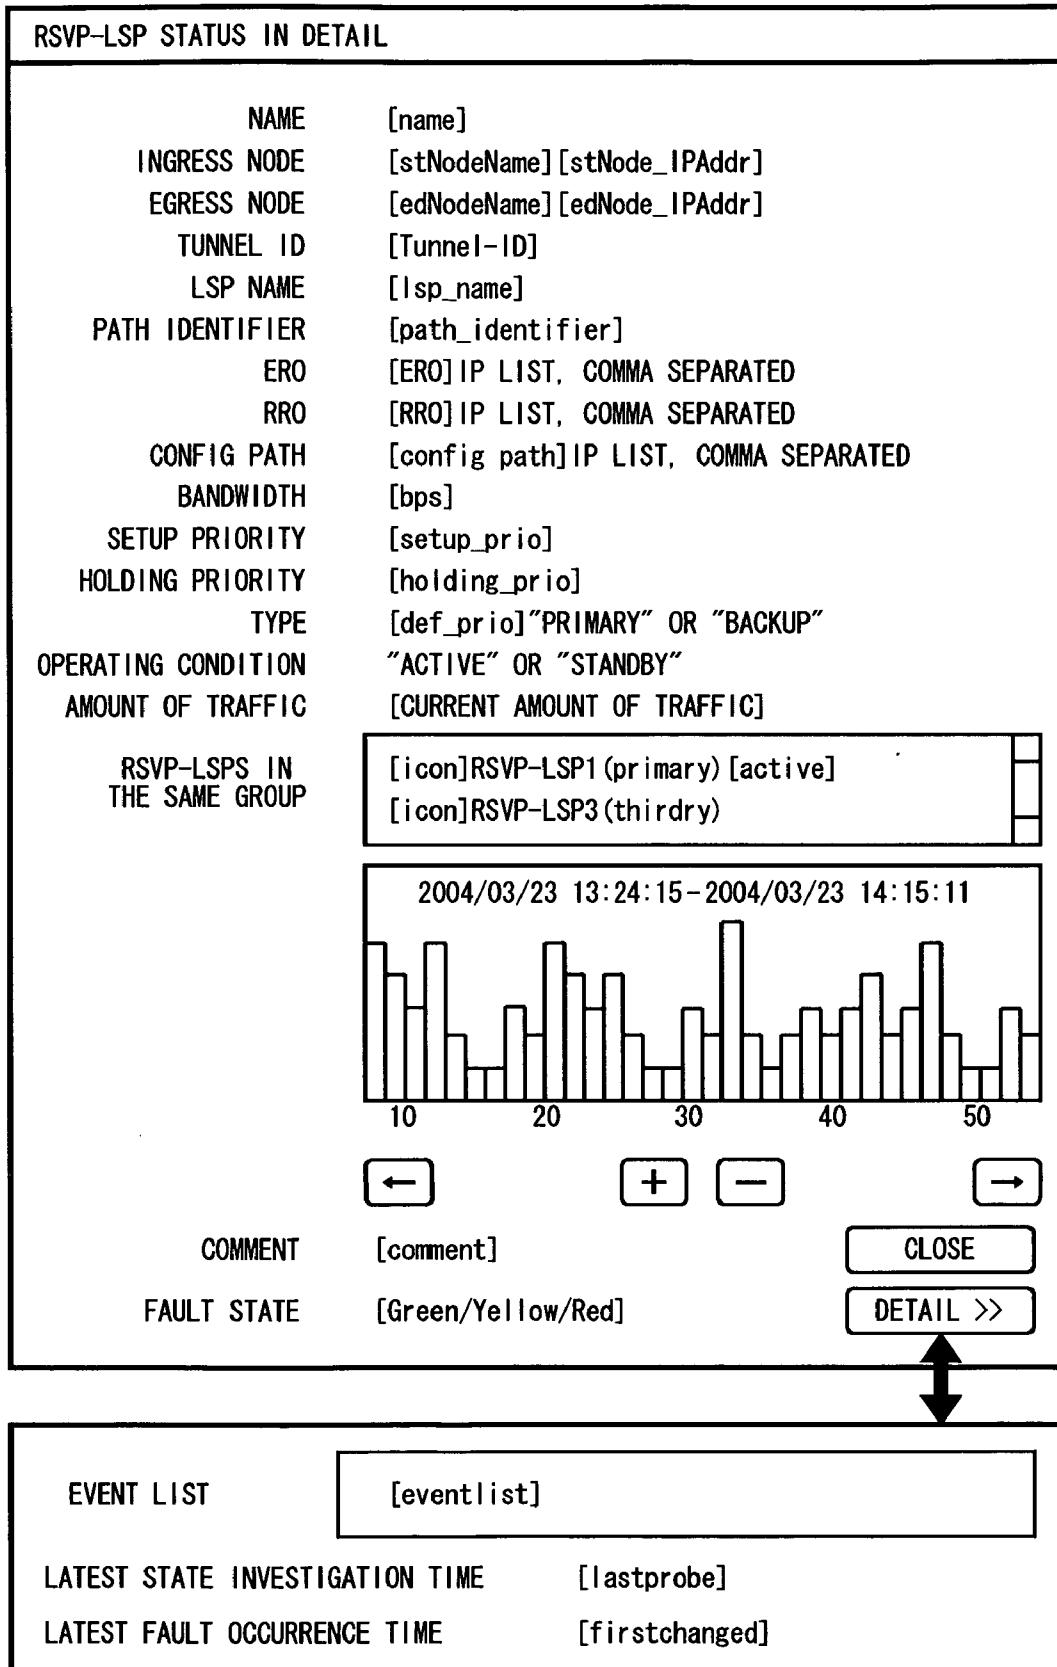 RSVP-LSP STATUS IN DETAIL
NAME [name]
INGRESS NODE [stNodeName][stNode_IPAddr]
EGRESS NODE [edNodeName][edNode_IPAddr]
TUNNEL ID [Tunnel-ID]
LSP NAME [lsp_name]
PATH IDENTIFIER [path_identifier]
ERO [ERO]IP LIST, COMMA SEPARATED
RRO [RRO]IP LIST, COMMA SEPARATED
CONFIG PATH [config path]IP LIST, COMMA SEPARATED
BANDWIDTH [bps]
SETUP PRIORITY [setup_prio]
HOLDING PRIORITY [holding_prio]
TYPE [def_prio]"PRIMARY" OR "BACKUP"
OPERATING CONDITION "ACTIVE" OR "STANDBY"
AMOUNT OF TRAFFIC [CURRENT AMOUNT OF TRAFFIC]
RSVP-LSPS IN
THE SAME GROUP
[icon]RSVP-LSP1(primary)[active]
[icon]RSVP-LSP3(thirdry)
2004/03/23 13:24:15-2004/03/23 14:15:11
10 20 30 40 50
← + − →
COMMENT [comment] CLOSE
FAULT STATE [Green/Yellow/Red] DETAIL >>
EVENT LIST [eventlist]
LATEST STATE INVESTIGATION TIME [lastprobe]
LATEST FAULT OCCURRENCE TIME [firstchanged]